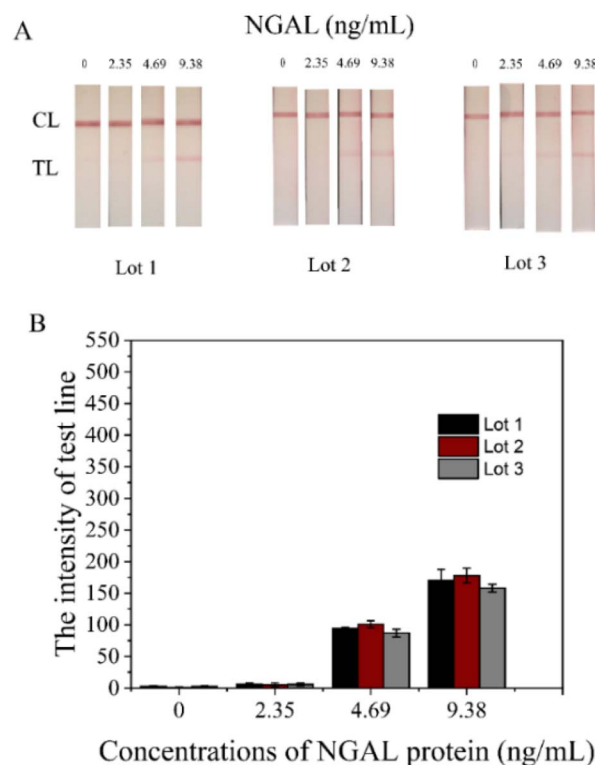 A
NGAL (ng/mL)
0 2.35 4.69 9.38 0 2.35 4.69 9.38 0 2.35 4.69 9.38
CL
TL
Lot 1 Lot 2 Lot 3
B
550
500
450
400
350
300
250
200
150
100
50
0
The intensity of test line
Lot 1
Lot 2
Lot 3
0 2.35 4.69 9.38
Concentrations of NGAL protein (ng/mL)